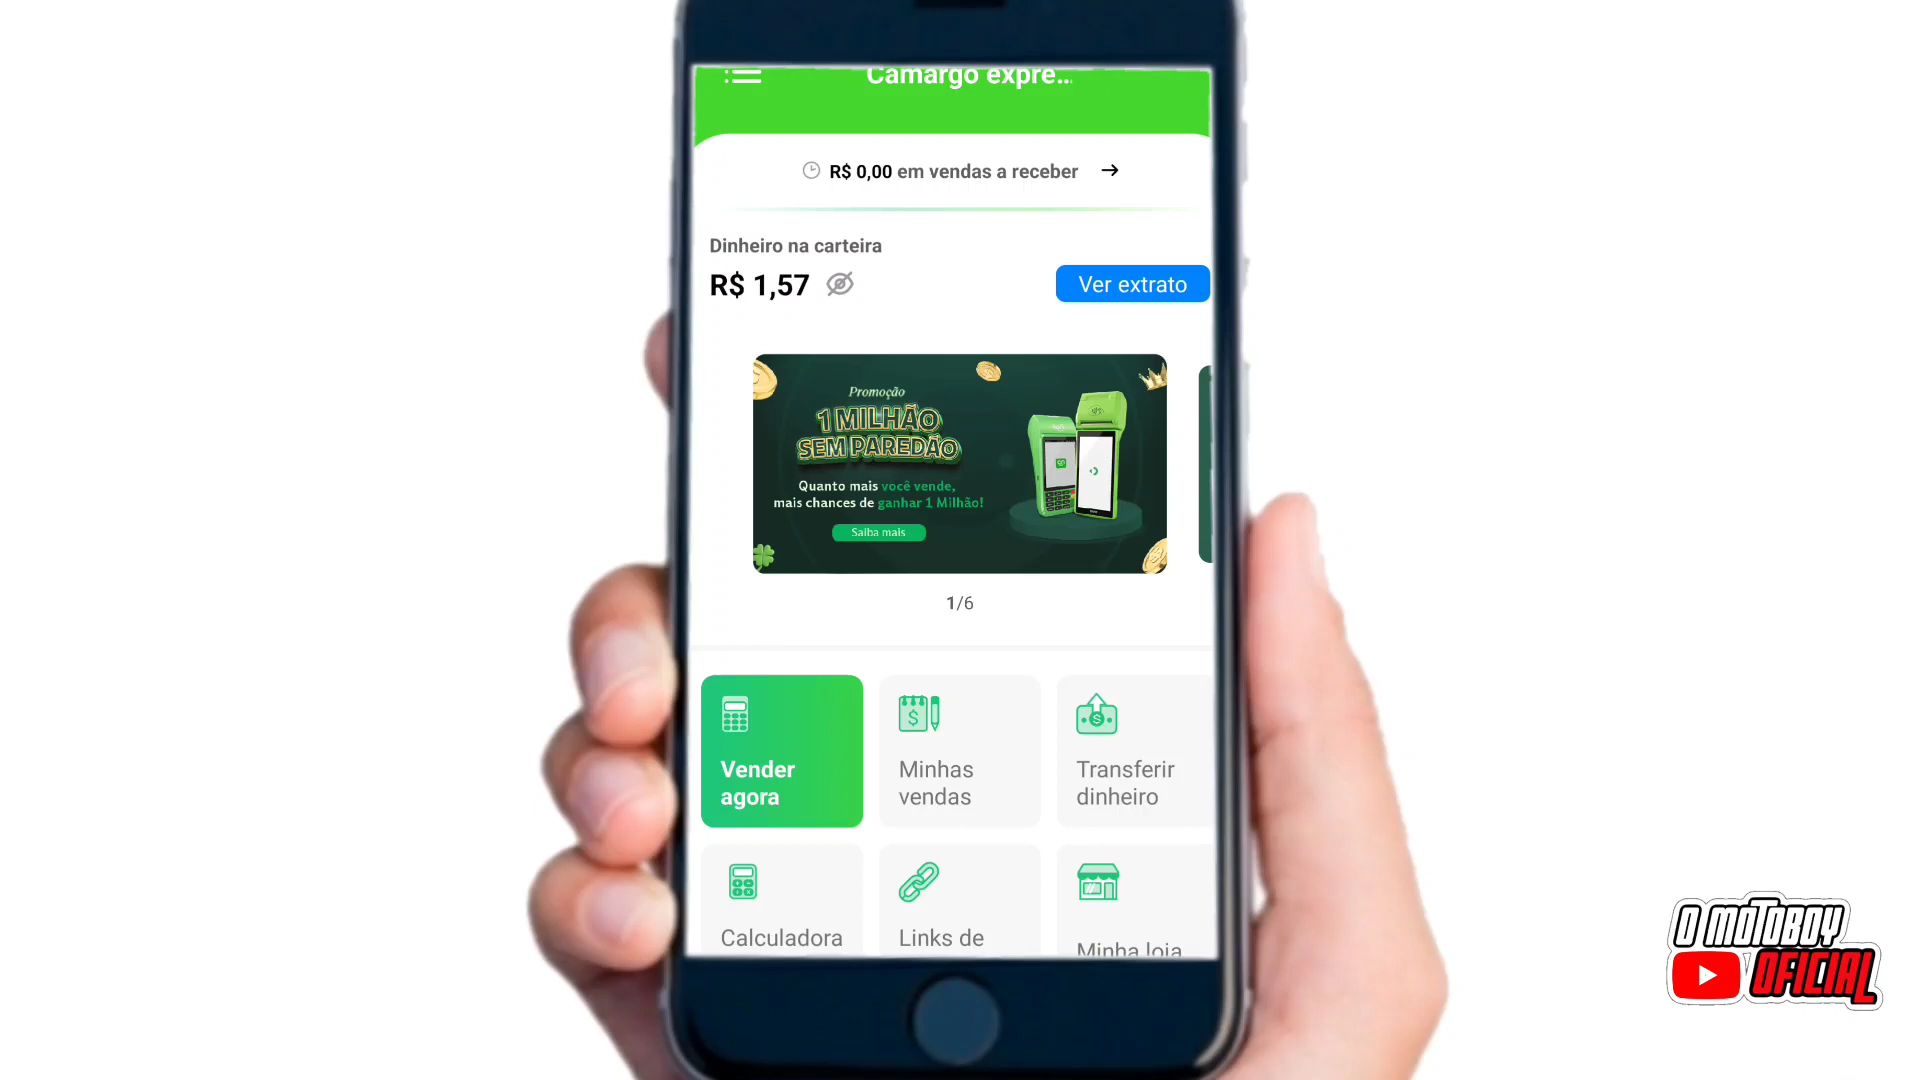 Camargo expre...
R$ 0,00 em vendas a receber
Dinheiro na carteira
R$ 1,57
Ver extrato
Promoção
1 MILHÃO
SEM PAREDÃO
Quanto mais você vende,
mais chances de ganhar 1 Milhão!
Saiba mais
1/6
Vender
agora
Minhas
vendas
Transferir
dinheiro
Calculadora
Links de
Minha loja
O MOTOBOY
OFICIAL